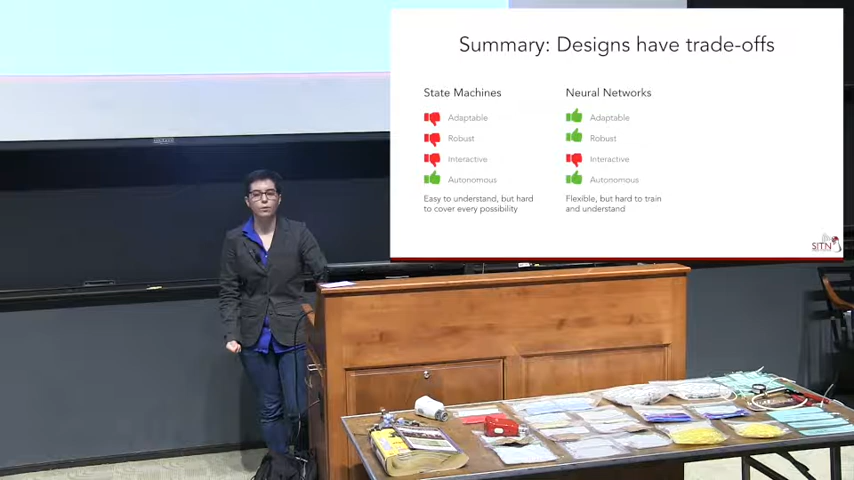 Summary: Designs have trade-offs
State Machines
Adaptable
Robust
Interactive
Autonomous
Easy to understand, but hard
to cover every possibility
Neural Networks
Adaptable
Robust
Interactive
Autonomous
Flexible, but hard to train
and understand
SITN